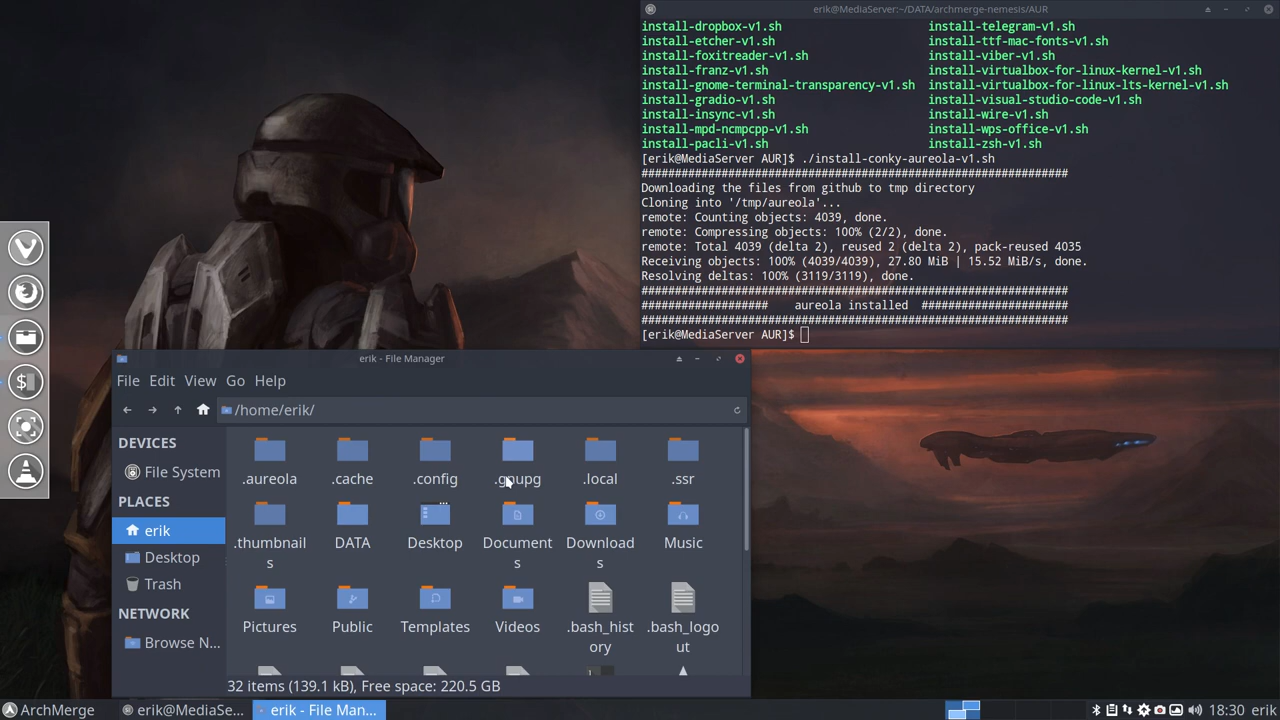 erik@MediaServer:~/DATA/archmerge-nemesis/AUR
install-dropbox-v1.sh install-telegram-v1.sh
install-etcher-v1.sh install-ttf-mac-fonts-v1.sh
install-foxitreader-v1.sh install-viber-v1.sh
install-franz-v1.sh install-virtualbox-for-linux-kernel-v1.sh
install-gnome-terminal-transparency-v1.sh install-virtualbox-for-linux-lts-kernel-v1.sh
install-gradio-v1.sh install-visual-studio-code-v1.sh
install-insync-v1.sh install-wire-v1.sh
install-mpd-ncmpcpp-v1.sh install-wps-office-v1.sh
install-pacli-v1.sh install-zsh-v1.sh
[erik@MediaServer AUR]$ ./install-conky-aureola-v1.sh
################################################################
Downloading the files from github to tmp directory
Cloning into '/tmp/aureola'...
remote: Counting objects: 4039, done.
remote: Compressing objects: 100% (2/2), done.
remote: Total 4039 (delta 2), reused 2 (delta 2), pack-reused 4035
Receiving objects: 100% (4039/4039), 27.80 MiB | 15.52 MiB/s, done.
Resolving deltas: 100% (3119/3119), done.
################################################################
################### aureola installed ######################
################################################################
[erik@MediaServer AUR]$
erik - File Manager
File Edit View Go Help
/home/erik/
DEVICES
File System
PLACES
erik
Desktop
Trash
NETWORK
Browse N...
.aureola .cache .config .gnupg .local .ssr
.thumbnail
s DATA Desktop Document
s Download
s Music
Pictures Public Templates Videos .bash_hist
ory .bash_logo
ut
32 items (139.1 kB), Free space: 220.5 GB
ArchMerge erik@MediaSe... erik - File Man... 18:30 erik